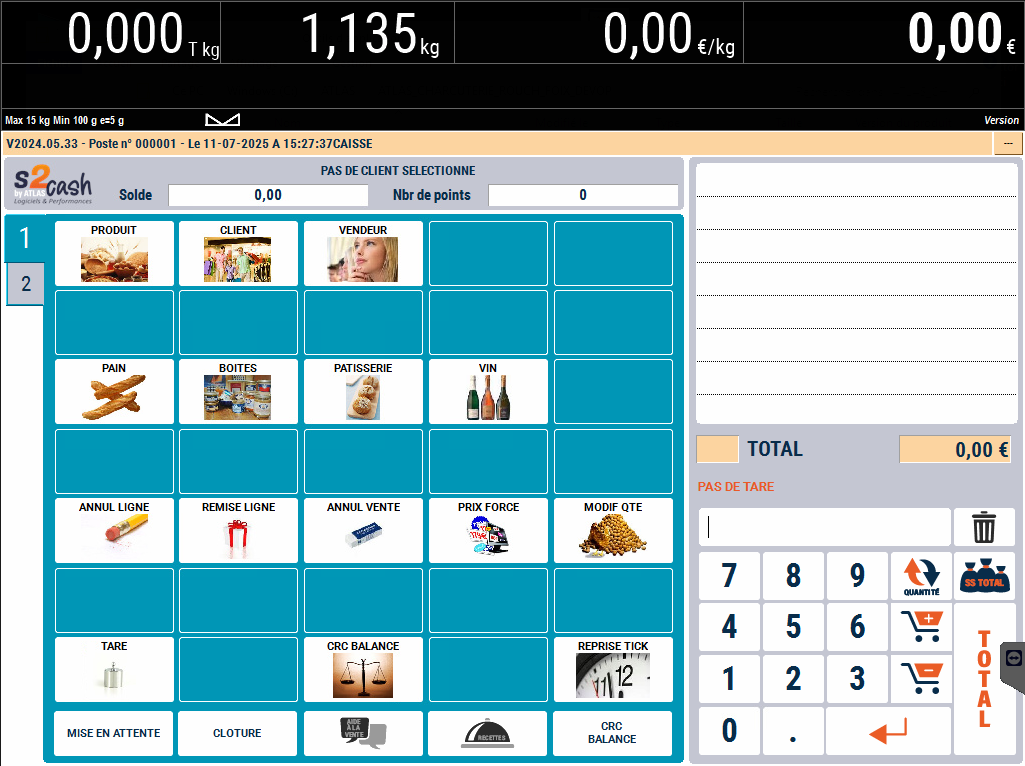 0,000 T kg 1,135 kg 0,00 €/kg 0,00 €
Max 15 kg Min 100 g e=5 g Version
V2024.05.33 - Poste n° 000001 - Le 11-07-2025 A 15:27:37CAISSE ---
s2cash
by ATLAS
Logiciels & Performances
PAS DE CLIENT SELECTIONNE
Solde 0,00 Nbr de points 0
1
2
PRODUIT CLIENT VENDEUR
PAIN BOITES PATISSERIE VIN
ANNUL LIGNE REMISE LIGNE ANNUL VENTE PRIX FORCE MODIF QTE
TARE CRC BALANCE REPRISE TICK
11 12
MISE EN ATTENTE CLOTURE AIDE À LA VENTE RECETTES CRC BALANCE
TOTAL 0,00 €
PAS DE TARE
7 8 9 QUANTITÉ SS TOTAL
4 5 6
1 2 3 TOTAL
0 .